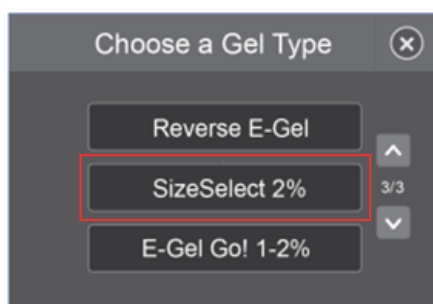 Choose a Gel Type
Reverse E-Gel
SizeSelect 2%
3/3
E-Gel Go! 1-2%